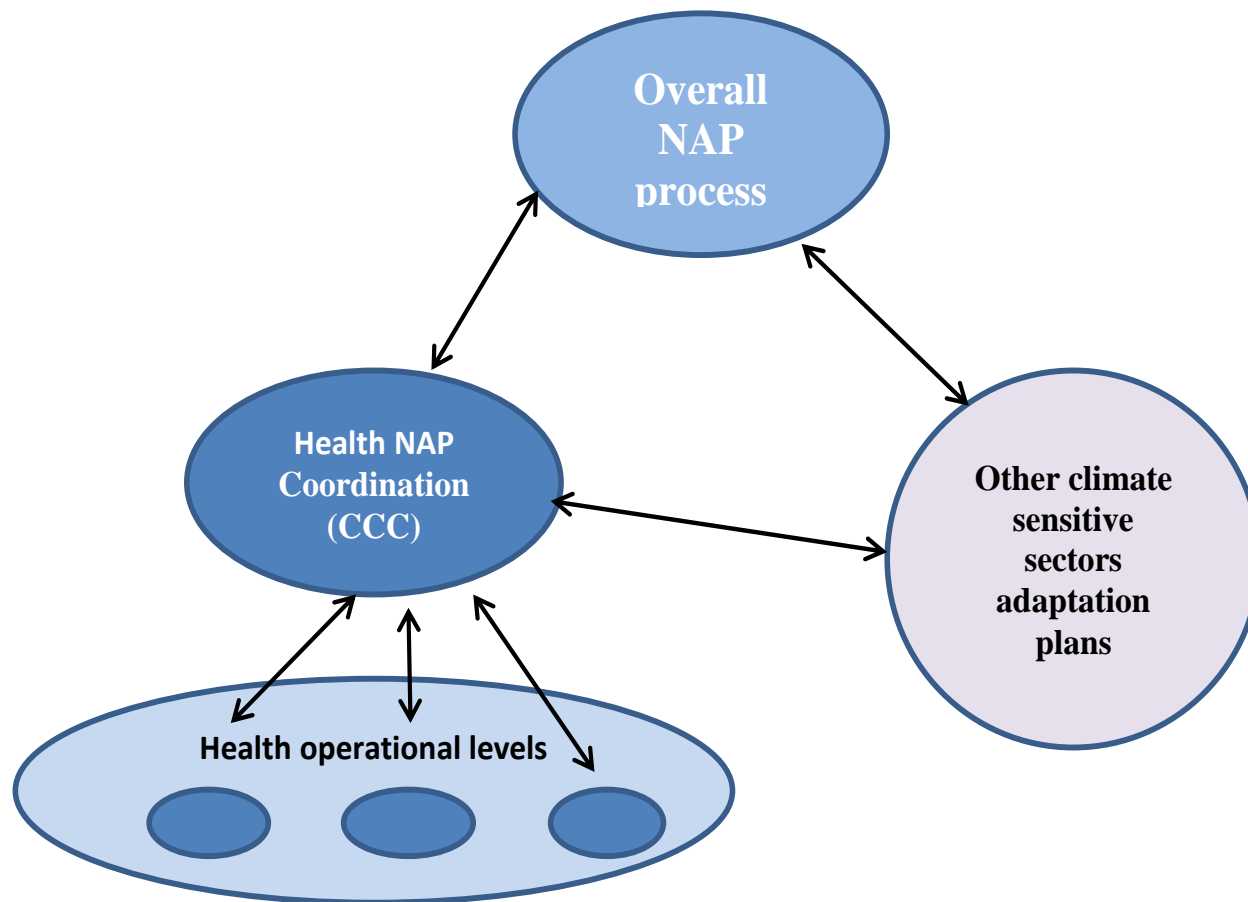 Overall
NAP
process
Health NAP
Coordination
(CCC)
Other climate
sensitive
sectors
adaptation
plans
Health operational levels